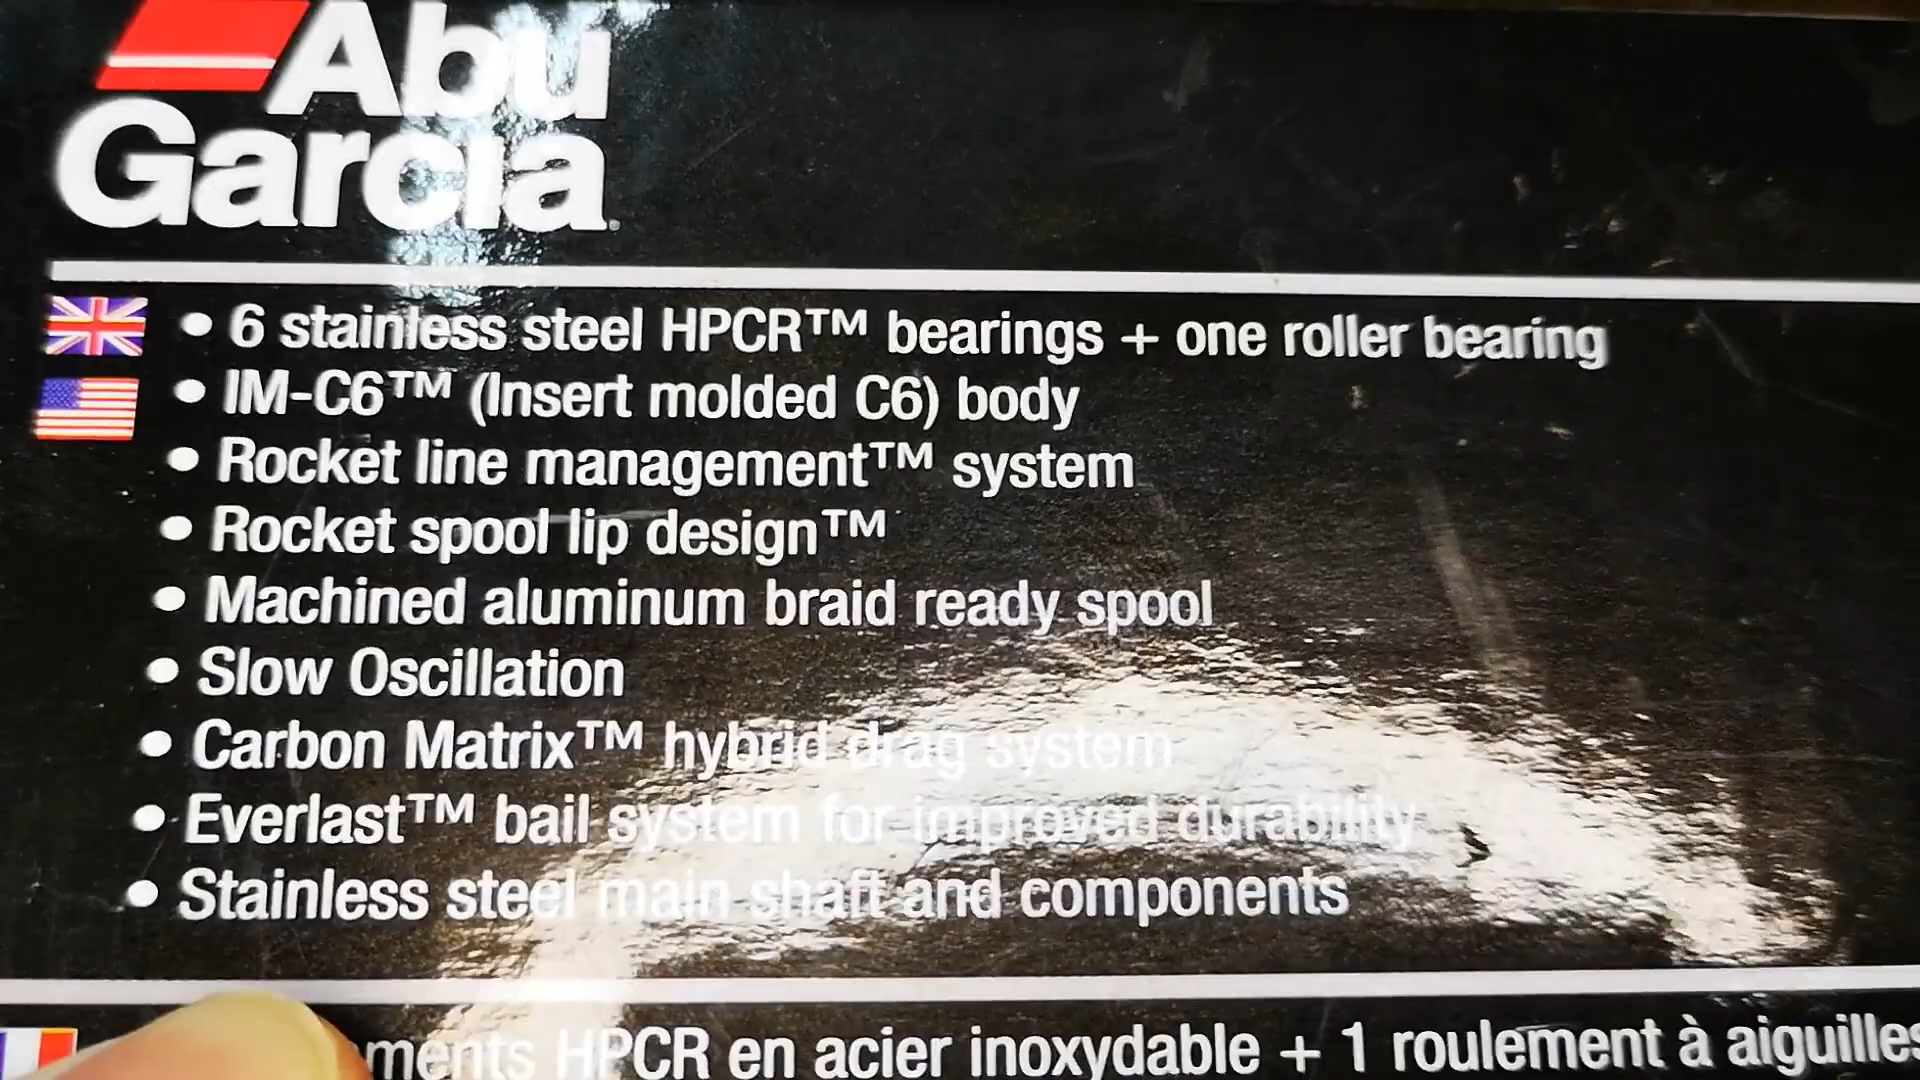 Abu
Garcia
• 6 stainless steel HPCR™ bearings + one roller bearing
• IM-C6™ (Insert molded C6) body
• Rocket line management™ system
• Rocket spool lip design™
• Machined aluminum braid ready spool
• Slow Oscillation
• Carbon Matrix™ hybrid drag system
• Everlast™ bail system for improved durability
• Stainless steel main shaft and components
HPCR en acier inoxydable + 1 roulement à aiguilles